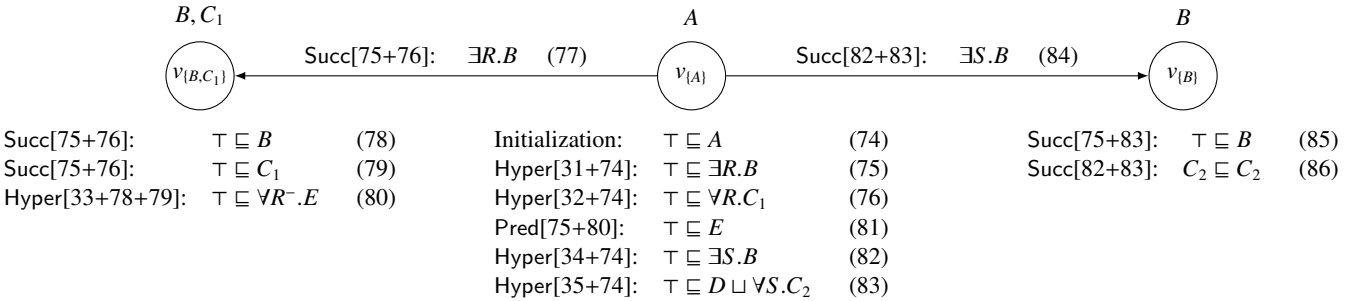 B, C₁ A B
Succ[75+76]: ∃R.B (77) Succ[82+83]: ∃S.B (84)
v{B,C₁} v{A} v{B}
Succ[75+76]: ⊤ ⊑ B (78)
Succ[75+76]: ⊤ ⊑ C₁ (79)
Hyper[33+78+79]: ⊤ ⊑ ∀R⁻.E (80)
Initialization: ⊤ ⊑ A (74)
Hyper[31+74]: ⊤ ⊑ ∃R.B (75)
Hyper[32+74]: ⊤ ⊑ ∀R.C₁ (76)
Pred[75+80]: ⊤ ⊑ E (81)
Hyper[34+74]: ⊤ ⊑ ∃S.B (82)
Hyper[35+74]: ⊤ ⊑ D ⊔ ∀S.C₂ (83)
Succ[75+83]: ⊤ ⊑ B (85)
Succ[82+83]: C₂ ⊑ C₂ (86)